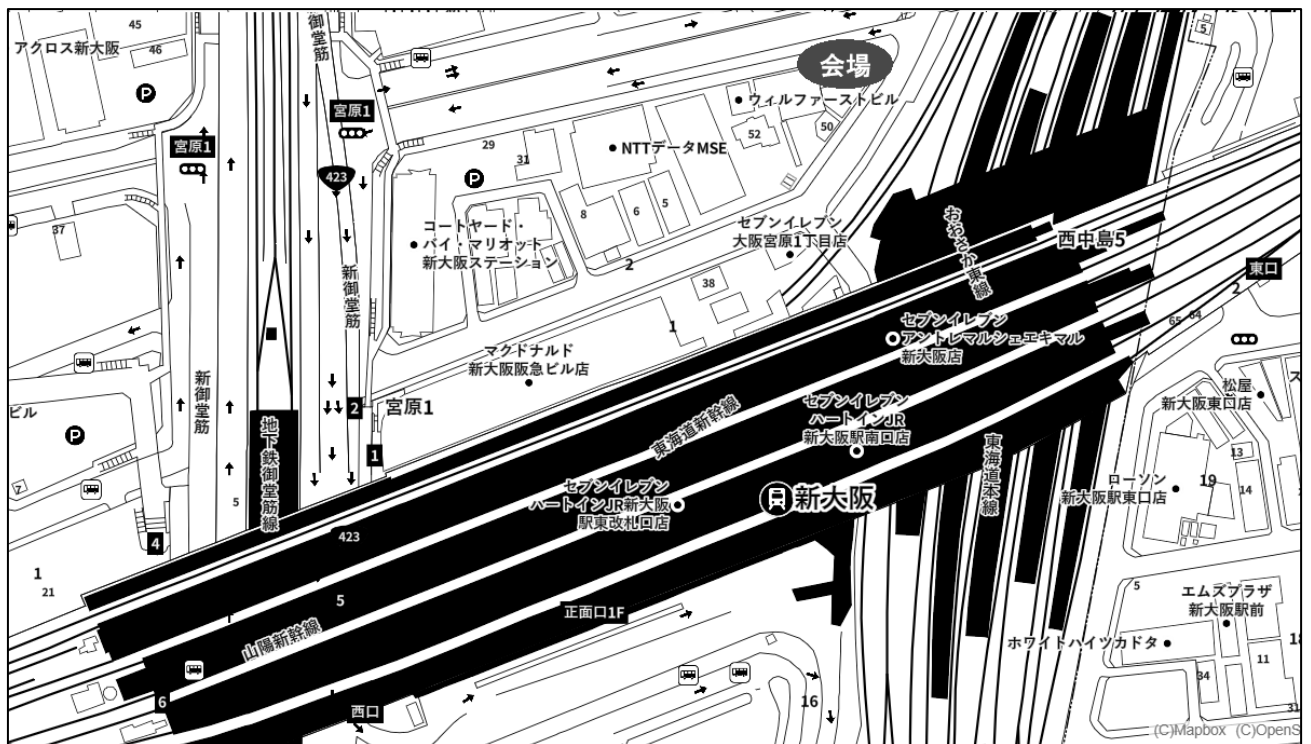 45
アクロス新大阪
46
新御堂筋
5
会場
宮原1
ウィルファーストビル
宮原1
29
31
NTTデータMSE
52
50
423
8
6
5
37
コートヤード・
バイ・マリオット
新大阪ステーション
2
セブンイレブン
大阪宮原1丁目店
おおさか東線
西中島5
東口
2
新御堂筋
38
1
65
64
セブンイレブン
アントレマルシェエキマル
新大阪店
マクドナルド
新大阪阪急ビル店
新御堂筋
ビル
2
宮原1
地下鉄御堂筋線
1
東海道新幹線
セブンイレブン
ハートインJR
新大阪駅南口店
松屋
新大阪東口店
ス
東海道本線
13
7
5
セブンイレブン
ハートインJR新大阪
駅東改札口店
新大阪
ローソン
新大阪駅東口店
19
14
4
423
1
21
5
正面口1F
山陽新幹線
5
エムズプラザ
新大阪駅前
ホワイトハイツカドタ
11
18
34
6
西口
16
31
(C)Mapbox (C)OpenS